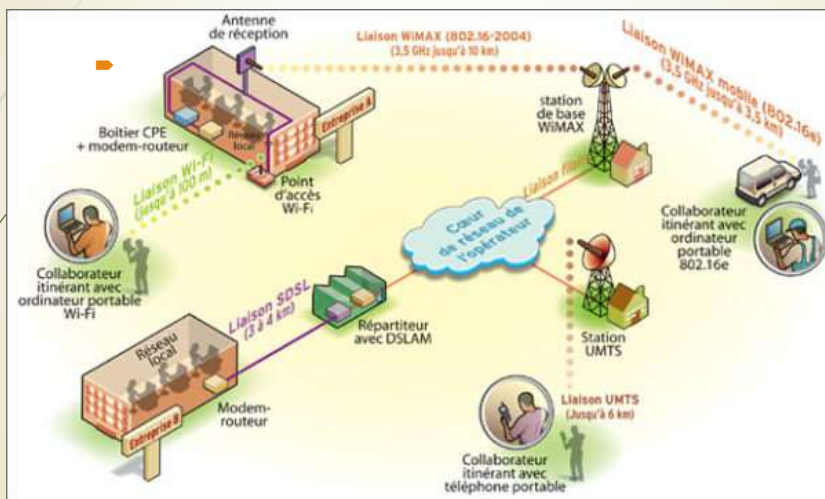 Antenne
de réception
Liaison WiMAX (802.16-2004)
(3,5 GHz jusqu'à 10 km)
Liaison WiMAX mobile (802.16e)
(3,5 GHz jusqu'à 3,5 km)
station
de base
WiMAX
Boîtier CPE
+ modem-routeur
Réseau
local
Entreprise A
Point
d'accès
Wi-Fi
Liaison Wi-Fi
(jusqu'à 100 m)
Collaborateur
itinérant avec
ordinateur portable
Wi-Fi
Liaison
Cœur
de réseau de
l'opérateur
Collaborateur
itinérant avec
ordinateur
portable
802.16e
Liaison SDSL
(3 à 4 km)
Répartiteur
avec DSLAM
Station
UMTS
Réseau
local
Modem-
routeur
Entreprise B
Liaison UMTS
(Jusqu'à 6 km)
Collaborateur
itinérant avec
téléphone portable